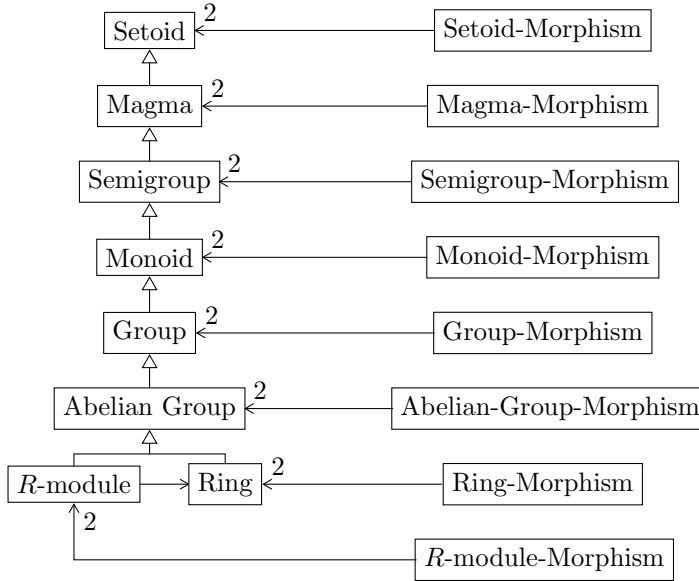 Setoid 2 Setoid-Morphism
Magma 2 Magma-Morphism
Semigroup 2 Semigroup-Morphism
Monoid 2 Monoid-Morphism
Group 2 Group-Morphism
Abelian Group 2 Abelian-Group-Morphism
R-module Ring 2 Ring-Morphism
2 R-module-Morphism